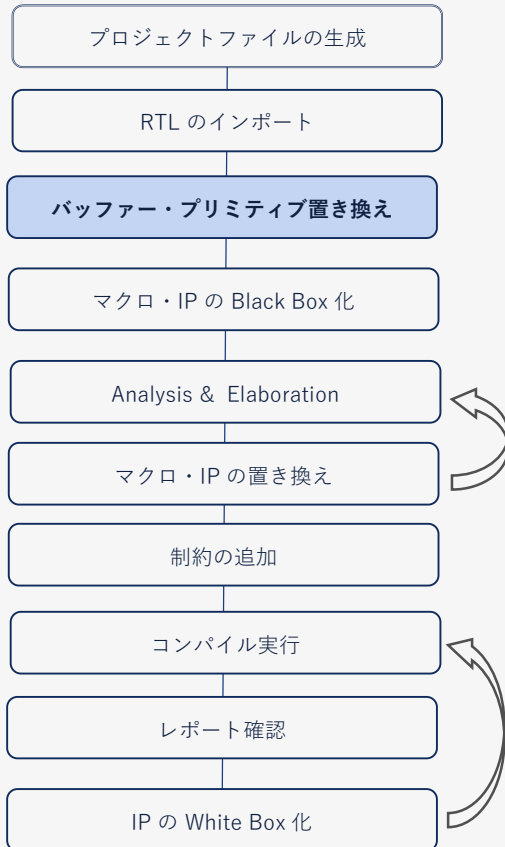 プロジェクトファイルの生成
RTL のインポート
バッファー・プリミティブ置き換え
マクロ・IP の Black Box 化
Analysis & Elaboration
マクロ・IP の置き換え
制約の追加
コンパイル実行
レポート確認
IP の White Box 化